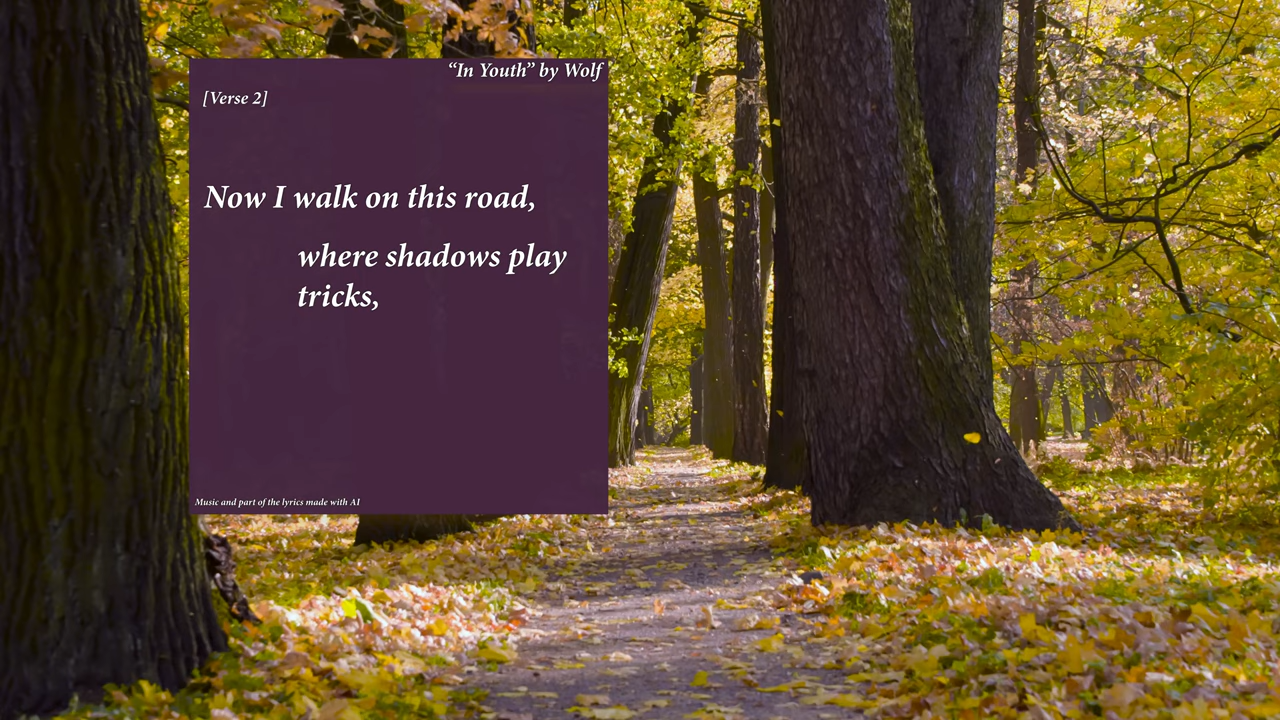 “In Youth” by Wolf
[Verse 2]
Now I walk on this road,
where shadows play
tricks,
Music and part of the lyrics made with AI